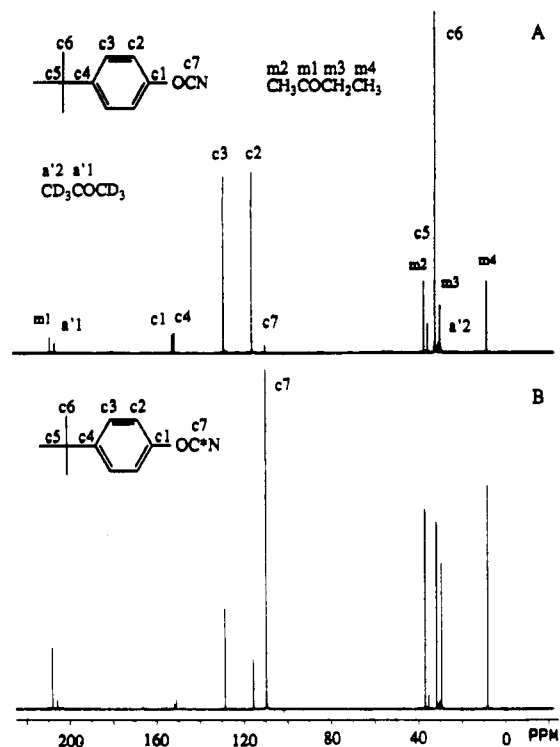 A
c6
c3 c2
c7
c5 c4 c1 OCN
m2 m1 m3 m4
CH3COCH2CH3
a'2 a'1
CD3COCD3
c6
c3
c2
c5
m2
m3
m4
m1
a'1
c1
c4
c7
a'2
B
c6
c3 c2
c7
c5 c4 c1 OC*N
c7
200 160 120 80 40 0 PPM